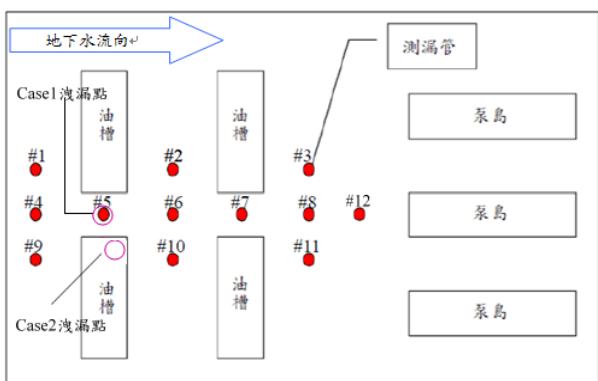 地下水流向↵
測漏管
Case1洩漏點
油槽
油槽
泵島
#1
#2
#3
#4
#5
#6
#7
#8
#12
泵島
#9
#10
#11
油槽
油槽
泵島
Case2洩漏點